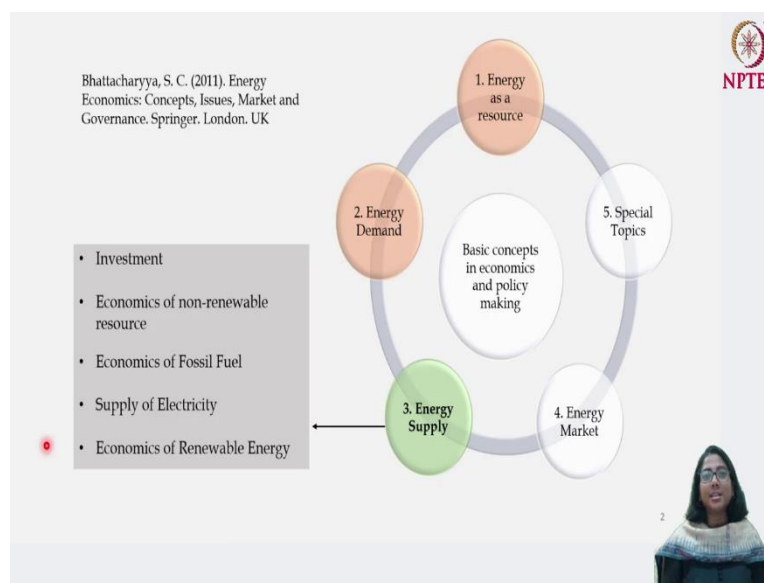 Bhattacharyya, S. C. (2011). Energy
Economics: Concepts, Issues, Market and
Governance. Springer. London. UK
NPTE
1. Energy
as a
resource
2. Energy
Demand
5. Special
Topics
Basic concepts
in economics
and policy
making
• Investment
• Economics of non-renewable
resource
• Economics of Fossil Fuel
• Supply of Electricity
• Economics of Renewable Energy
3. Energy
Supply
4. Energy
Market
2